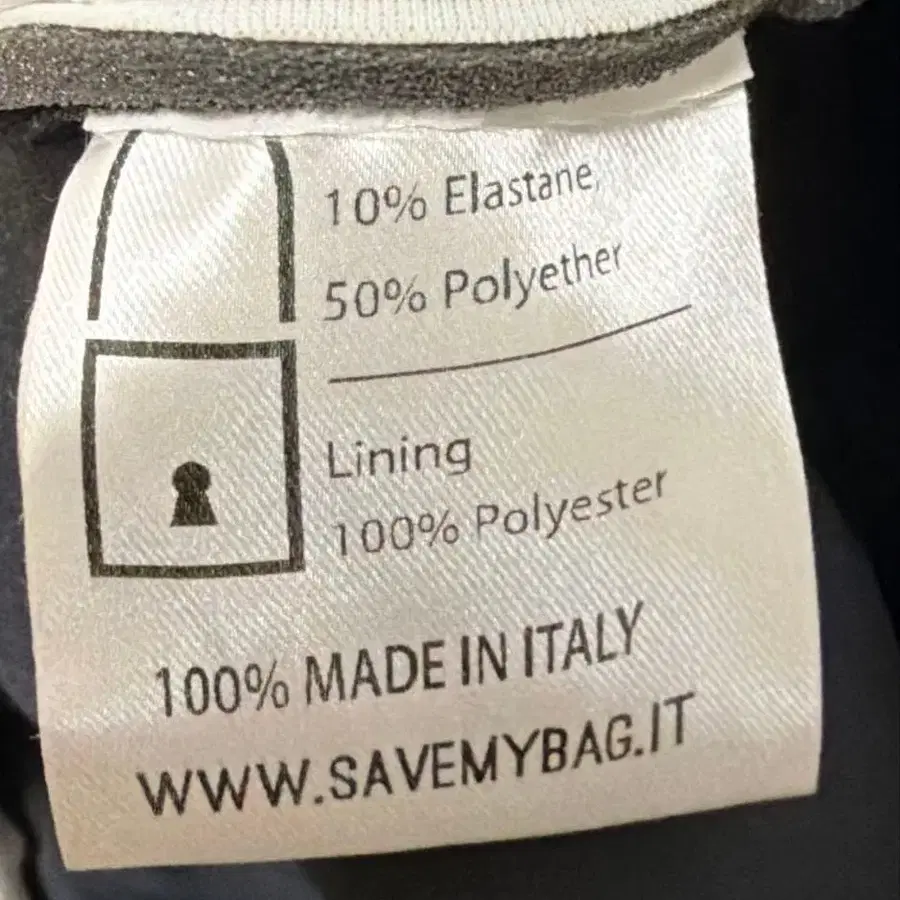 10% Elastane,
50% Polyether
Lining
100% Polyester
100% MADE IN ITALY
WWW.SAVEMYBAG.IT